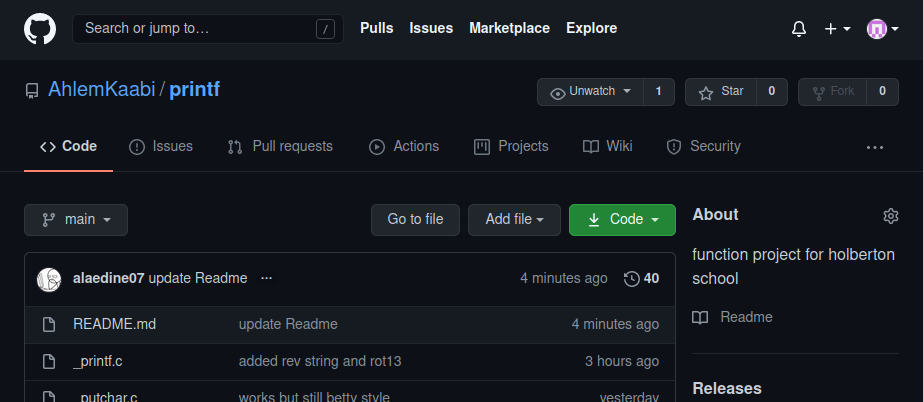 Search or jump to… / Pulls Issues Marketplace Explore
AhlemKaabi / printf Unwatch 1 Star 0 Fork 0
Code Issues Pull requests Actions Projects Wiki Security ...
main Go to file Add file Code
About
function project for holberton
school
Readme
Releases
alaedine07 update Readme ... 4 minutes ago 40
README.md update Readme 4 minutes ago
_printf.c added rev string and rot13 3 hours ago
_putchar.c works but still betty style yesterday